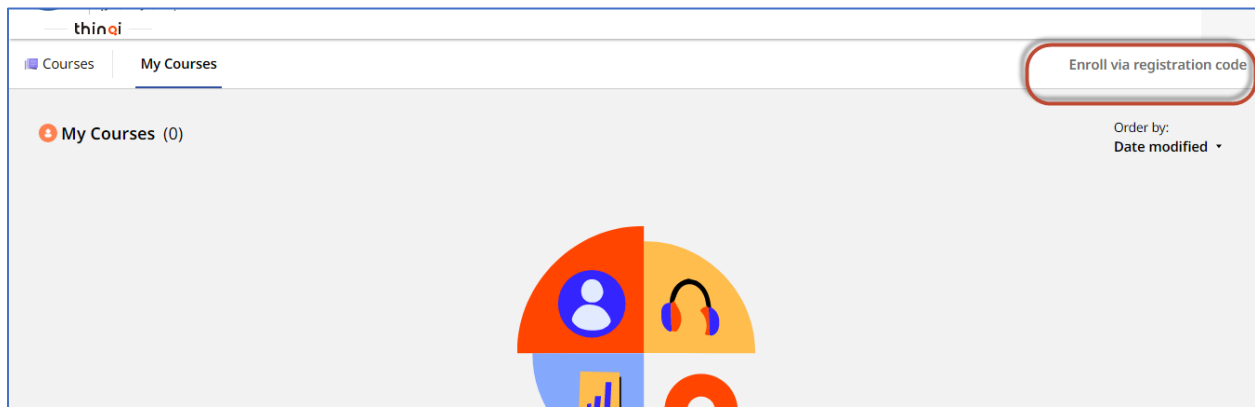 thinqi
Courses
My Courses
Enroll via registration code
My Courses (0)
Order by:
Date modified